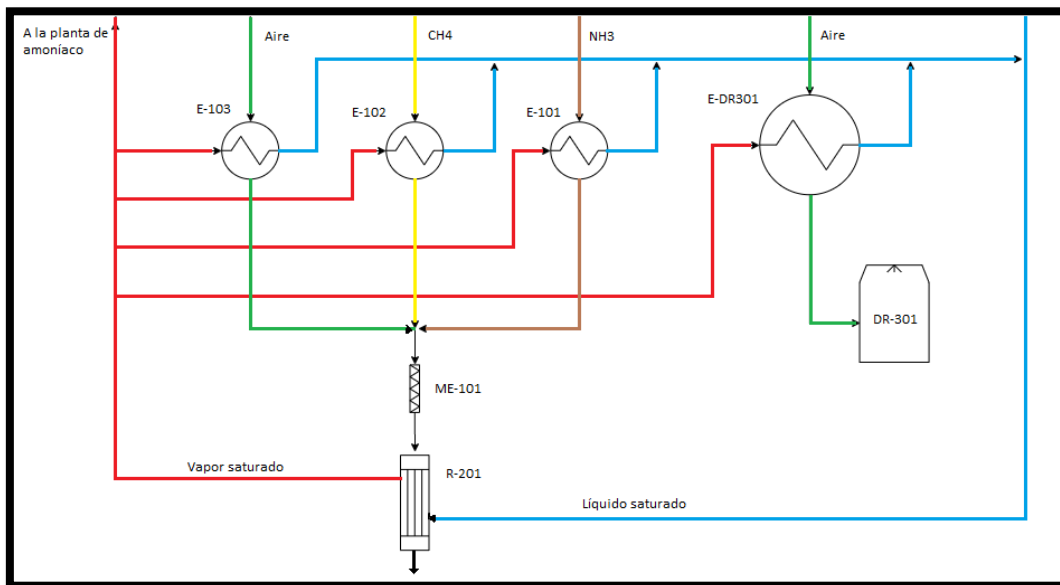 A la planta de
amoníaco
Aire
CH4
NH3
Aire
E-103
E-102
E-101
E-DR301
DR-301
ME-101
R-201
Vapor saturado
Líquido saturado